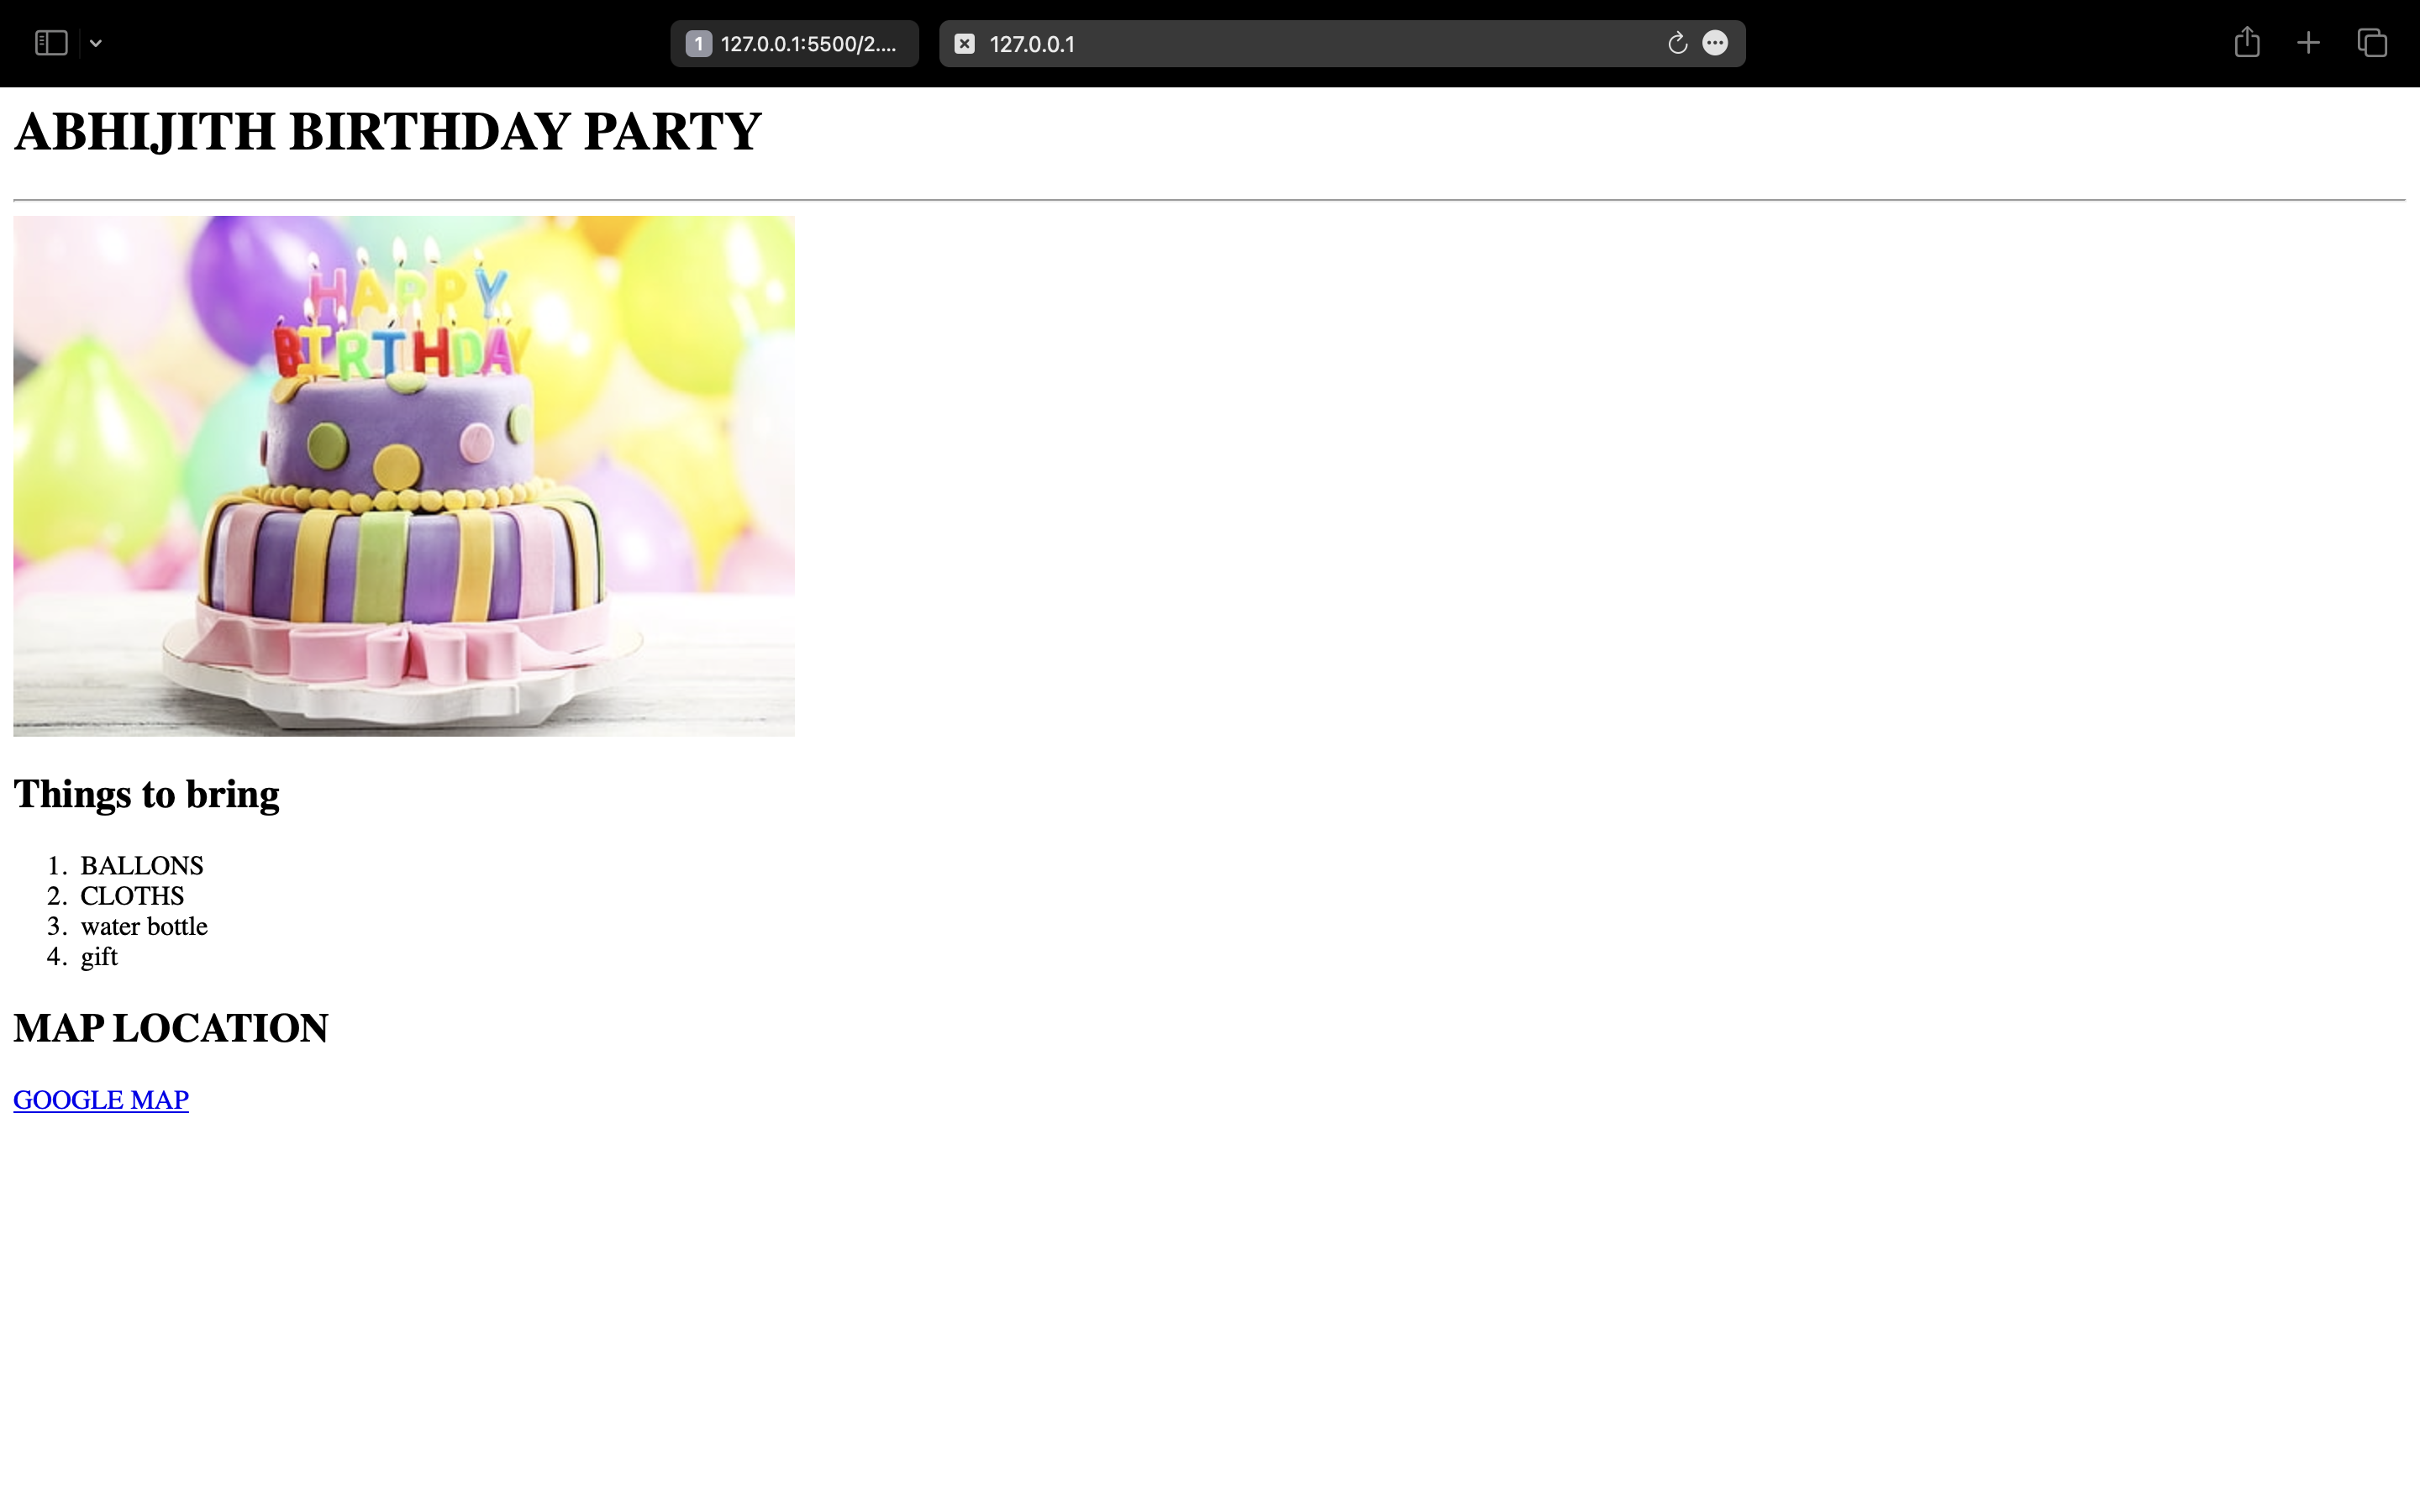 1 127.0.0.1:5500/2.... 127.0.0.1
ABHIJITH BIRTHDAY PARTY
HAPPY
BIRTHDAY
Things to bring
1. BALLONS
2. CLOTHS
3. water bottle
4. gift
MAP LOCATION
GOOGLE MAP